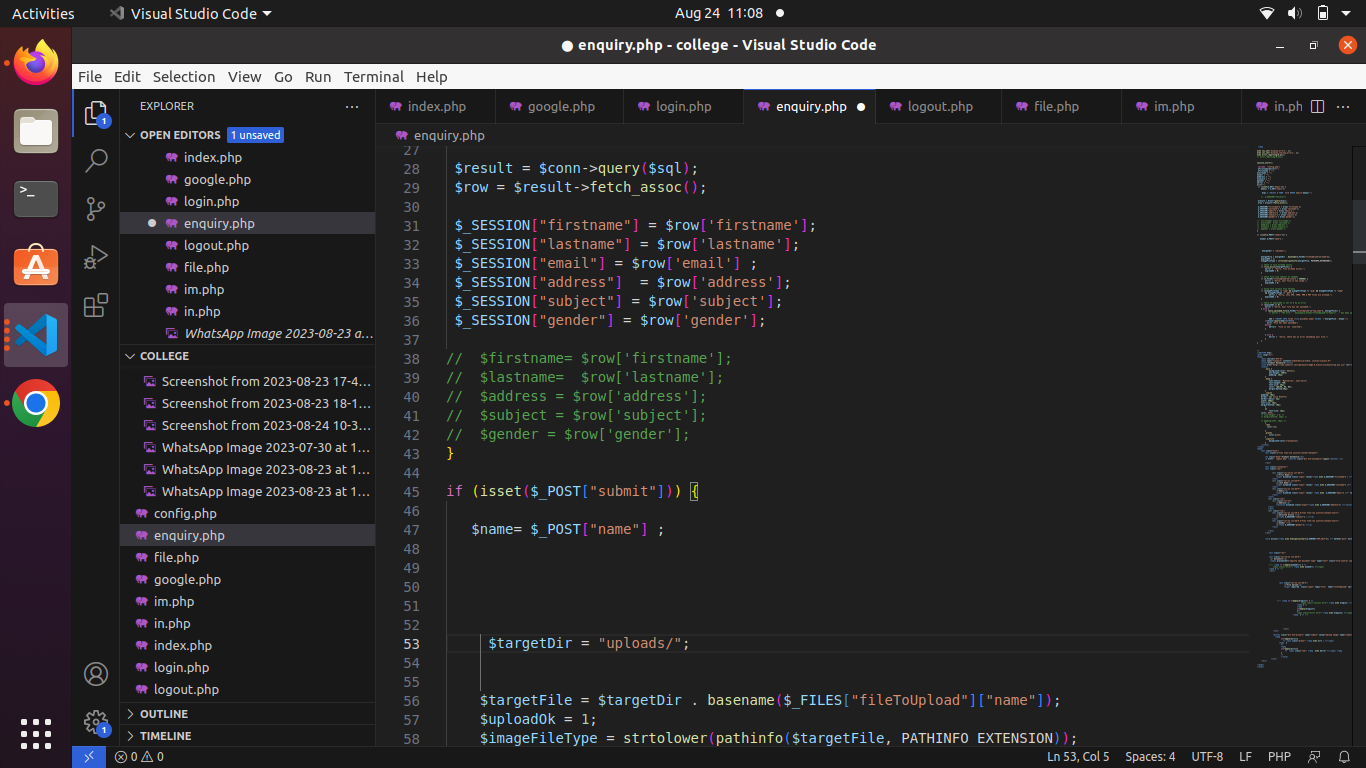 Activities
Visual Studio Code
Aug 24 11:08
enquiry.php - college - Visual Studio Code
File Edit Selection View Go Run Terminal Help
EXPLORER
index.php
google.php
login.php
enquiry.php
logout.php
file.php
im.php
in.ph
OPEN EDITORS
1 unsaved
index.php
google.php
login.php
enquiry.php
logout.php
file.php
im.php
in.php
WhatsApp Image 2023-08-23 a...
COLLEGE
Screenshot from 2023-08-23 17-4...
Screenshot from 2023-08-23 18-1...
Screenshot from 2023-08-24 10-3...
WhatsApp Image 2023-07-30 at 1...
WhatsApp Image 2023-08-23 at 1...
WhatsApp Image 2023-08-23 at 1...
config.php
enquiry.php
file.php
google.php
im.php
in.php
index.php
login.php
logout.php
OUTLINE
TIMELINE
1
1
enquiry.php
27
28 $result = $conn->query($sql);
29 $row = $result->fetch_assoc();
30
31 $_SESSION["firstname"] = $row['firstname'];
32 $_SESSION["lastname"] = $row['lastname'];
33 $_SESSION["email"] = $row['email'] ;
34 $_SESSION["address"]  = $row['address'];
35 $_SESSION["subject"] = $row['subject'];
36 $_SESSION["gender"] = $row['gender'];
37
38 //  $firstname= $row['firstname'];
39 //  $lastname=  $row['lastname'];
40 //  $address = $row['address'];
41 //  $subject = $row['subject'];
42 //  $gender = $row['gender'];
43 }
44
45 if (isset($_POST["submit"])) {
46
47 $name= $_POST["name"] ;
48
49
50
51
52
53 $targetDir = "uploads/";
54
55
56 $targetFile = $targetDir . basename($_FILES["fileToUpload"]["name"]);
57 $uploadOk = 1;
58 $imageFileType = strtolower(pathinfo($targetFile, PATHINFO_EXTENSION));
0 0
Ln 53, Col 5
Spaces: 4
UTF-8
LF
PHP